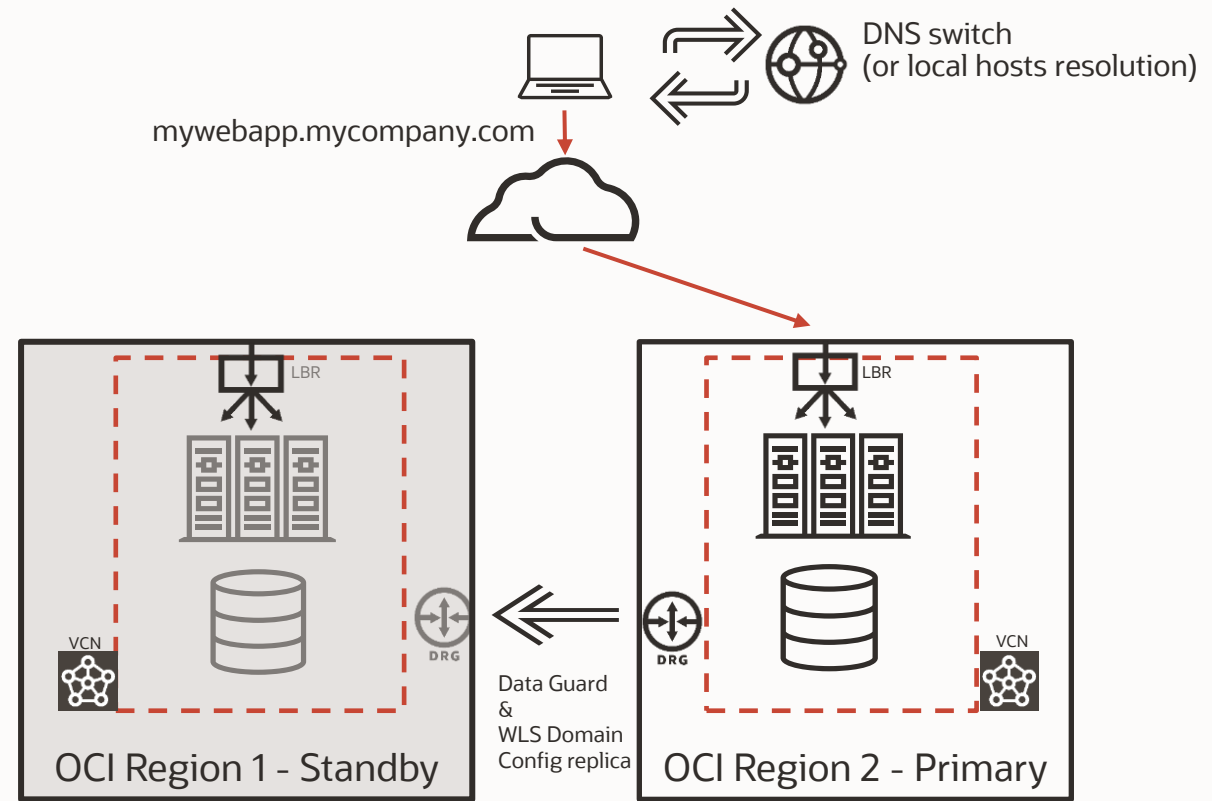 DNS switch
(or local hosts resolution)
mywebapp.mycompany.com
LBR
LBR
VCN
DRG
DRG
VCN
Data Guard
&
WLS Domain
Config replica
OCI Region 1 - Standby
OCI Region 2 - Primary